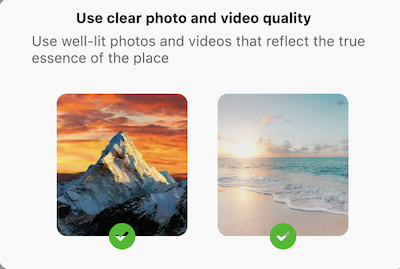 Use clear photo and video quality
Use well-lit photos and videos that reflect the true
essence of the place